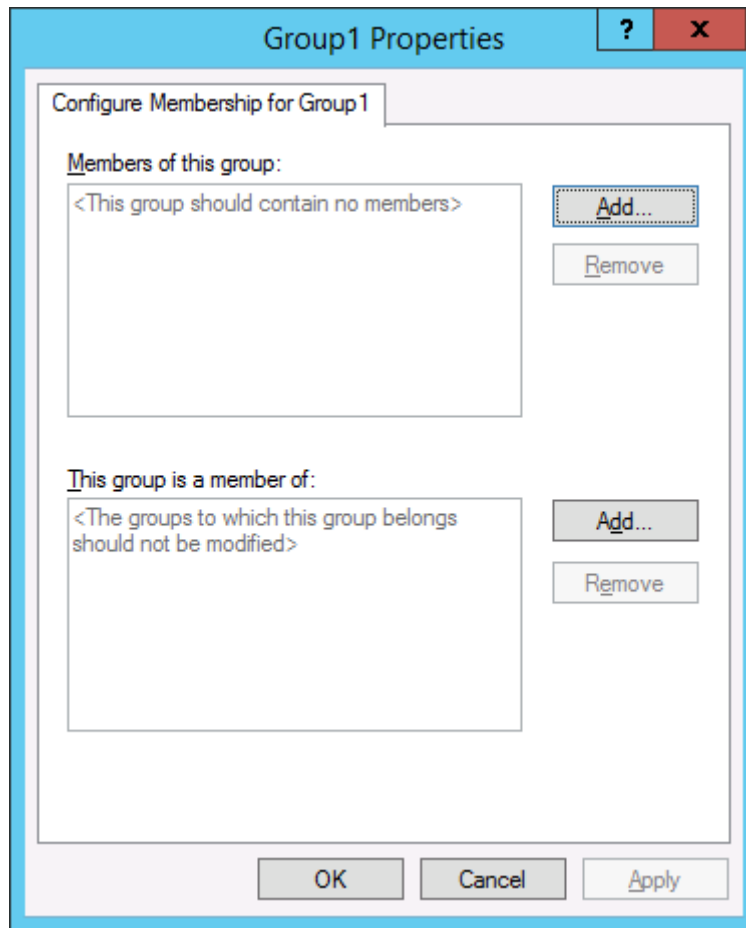 Group1 Properties
?
x
Configure Membership for Group1
Members of this group:
<This group should contain no members>
Add...
Remove
This group is a member of:
<The groups to which this group belongs
should not be modified>
Add...
Remove
OK
Cancel
Apply